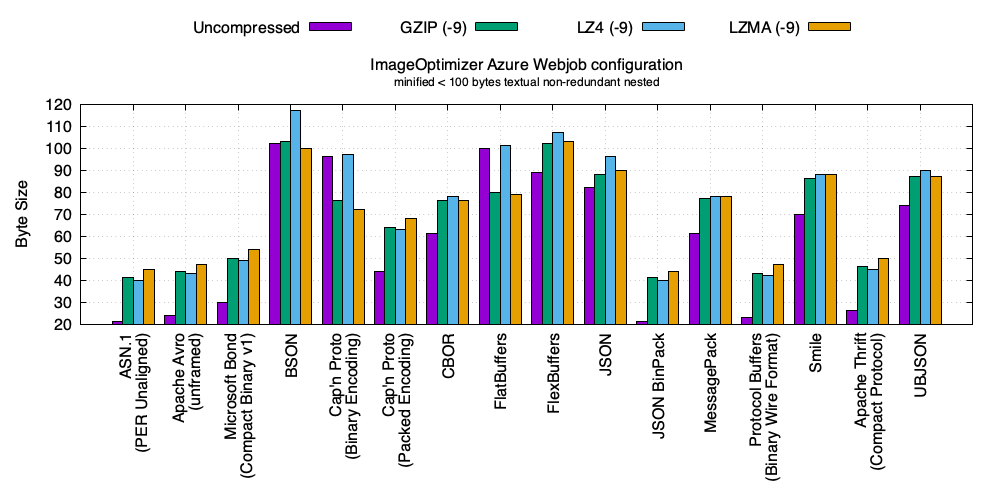 Uncompressed GZIP (-9) LZ4 (-9) LZMA (-9)
ImageOptimizer Azure Webjob configuration
minified < 100 bytes textual non-redundant nested
Byte Size
120
110
100
90
80
70
60
50
40
30
20
ASN.1
(PER Unaligned)
Apache Avro
(unframed)
Microsoft Bond
(Compact Binary v1)
BSON
Cap'n Proto
(Binary Encoding)
Cap'n Proto
(Packed Encoding)
CBOR
FlatBuffers
FlexBuffers
JSON
JSON BinPack
MessagePack
Protocol Buffers
(Binary Wire Format)
Smile
Apache Thrift
(Compact Protocol)
UBJSON